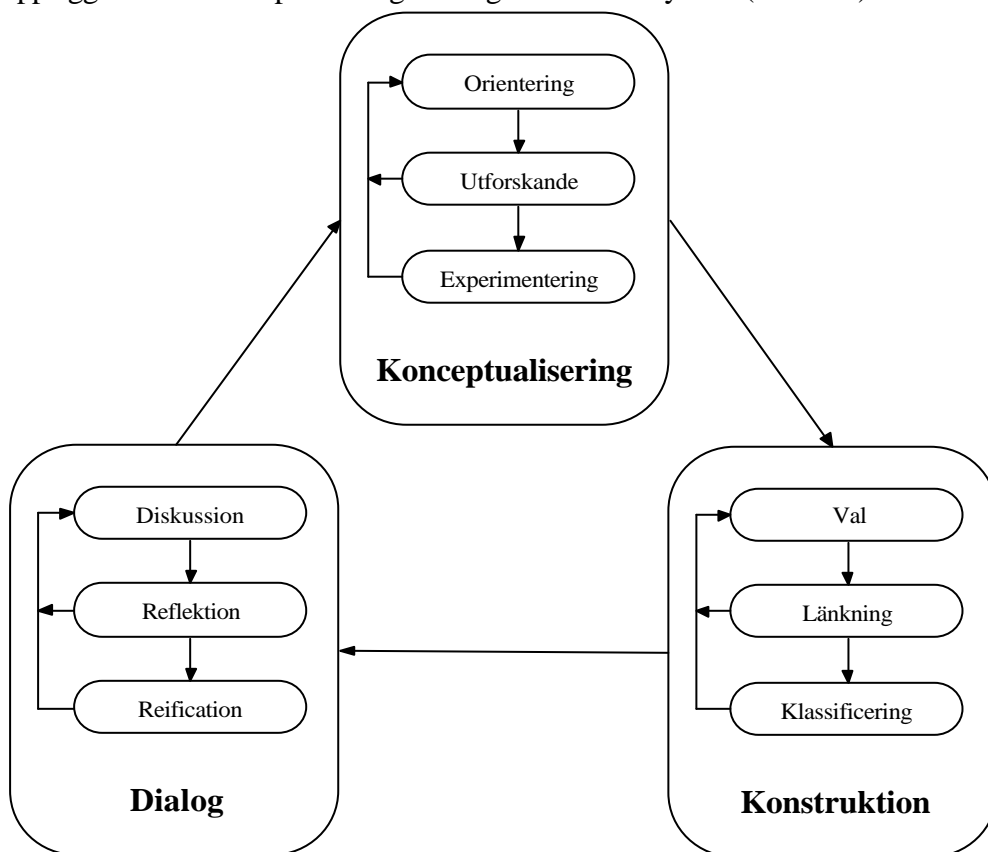 Orientering
Utforskande
Experimentering
Konceptualisering
Diskussion
Reflektion
Reification
Dialog
Val
Länkning
Klassificering
Konstruktion